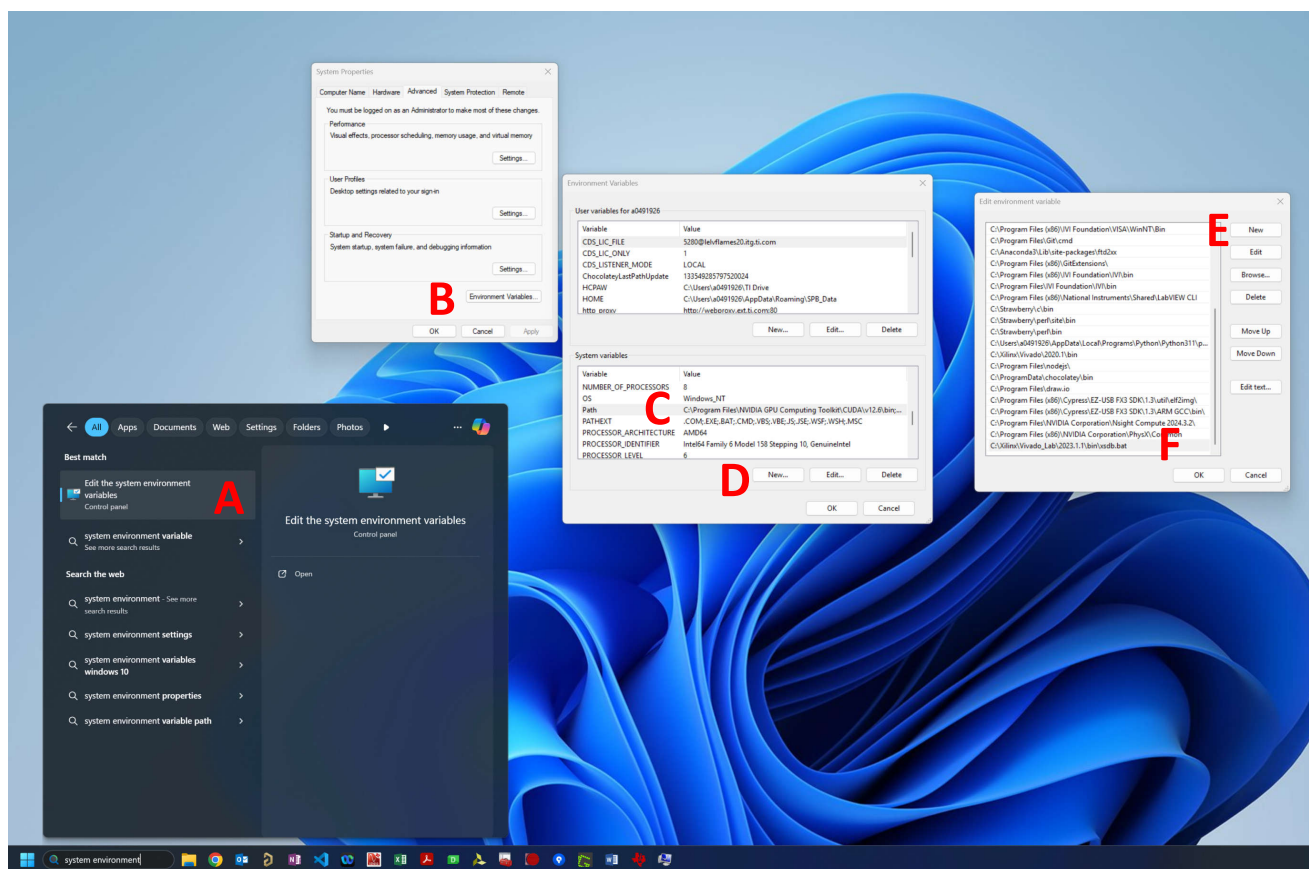 System Properties
Computer Name Hardware Advanced System Protection Remote
You must be logged on as an Administrator to make most of these changes.
Performance
Visual effects, processor scheduling, memory usage, and virtual memory
Settings...
User Profiles
Desktop settings related to your sign-in
Settings...
Startup and Recovery
System startup, system failure, and debugging information
Settings...
B
Environment Variables...
OK Cancel Apply
Environment Variables
User variables for a0491926
Variable Value
CDS_LIC_FILE 5280@lelvflames20.itg.ti.com
CDS_LIC_ONLY 1
CDS_LISTENER_MODE LOCAL
ChocolateyLastPathUpdate 133549285797520024
HCPAW C:\Users\a0491926\TI Drive
HOME C:\Users\a0491926\AppData\Roaming\SPB_Data
http_proxy http://webproxy.ext.ti.com:80
New... Edit... Delete
System variables
Variable Value
NUMBER_OF_PROCESSORS 8
OS Windows_NT
Path C:\Program Files\NVIDIA GPU Computing Toolkit\CUDA\v12.6\bin;...
C
PATHEXT .COM;.EXE;.BAT;.CMD;.VBS;.VBE;.JS;.JSE;.WSF;.WSH;.MSC
PROCESSOR_ARCHITECTURE AMD64
PROCESSOR_IDENTIFIER Intel64 Family 6 Model 158 Stepping 10, GenuineIntel
PROCESSOR_LEVEL 6
D
New... Edit... Delete
OK Cancel
Edit environment variable
C:\Program Files (x86)\IVI Foundation\VISA\WinNT\Bin
C:\Program Files\Git\cmd
C:\Anaconda3\Lib\site-packages\ftd2xx
C:\Program Files (x86)\GitExtensions\
C:\Program Files (x86)\IVI Foundation\IVI\bin
C:\Program Files\IVI Foundation\IVI\bin
C:\Program Files (x86)\National Instruments\Shared\LabVIEW CLI
C:\Strawberry\c\bin
C:\Strawberry\perl\site\bin
C:\Strawberry\perl\bin
C:\Users\a0491926\AppData\Local\Programs\Python\Python311\p...
C:\Xilinx\Vivado\2020.1\bin
C:\Program Files\nodejs\
C:\ProgramData\chocolatey\bin
C:\Program Files\draw.io
C:\Program Files (x86)\Cypress\EZ-USB FX3 SDK\1.3\util\elf2img\
C:\Program Files (x86)\Cypress\EZ-USB FX3 SDK\1.3\ARM GCC\bin\
C:\Program Files\NVIDIA Corporation\Nsight Compute 2024.3.2\
C:\Program Files (x86)\NVIDIA Corporation\PhysX\Common
C:\Xilinx\Vivado_Lab\2023.1.1\bin\xsdb.bat
E
New
Edit
Browse...
Delete
Move Up
Move Down
Edit text...
F
OK Cancel
All Apps Documents Web Settings Folders Photos
Best match
Edit the system environment
variables
Control panel
A
system environment variable
See more search results
Search the web
system environment - See more
search results
system environment settings
system environment variables
windows 10
system environment properties
system environment variable path
Edit the system environment variables
Control panel
Open
system environment